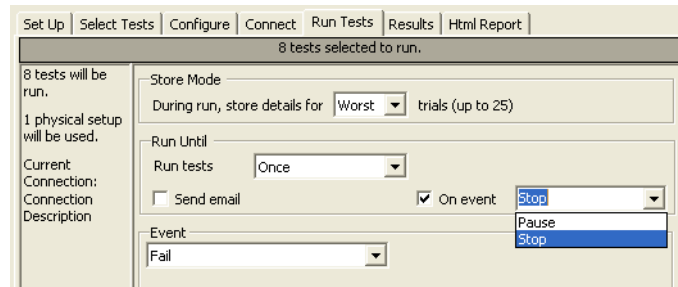 Set Up Select Tests Configure Connect Run Tests Results Html Report
8 tests selected to run.
8 tests will be
run.
1 physical setup
will be used.
Current
Connection:
Connection
Description
Store Mode
During run, store details for Worst trials (up to 25)
Run Until
Run tests Once
Send email On event Stop
Pause
Stop
Event
Fail